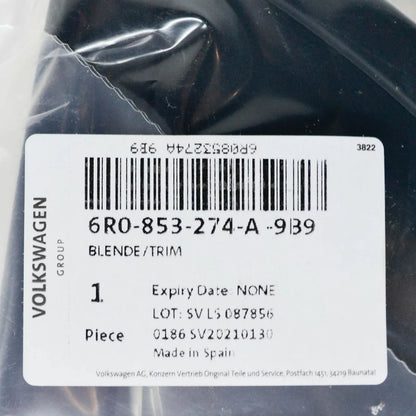 6R0853274A 9B9
3822
6R0-853-274-A -9B9
BLENDE/TRIM
VOLKSWAGEN
GROUP
1 Expiry Date: NONE
LOT: SV LS 087856
Piece 0186 SV20210130
Made in Spain
Volkswagen AG, Konzern Vertrieb Original Teile und Service, Postfach 1451, 34219 Baunatal